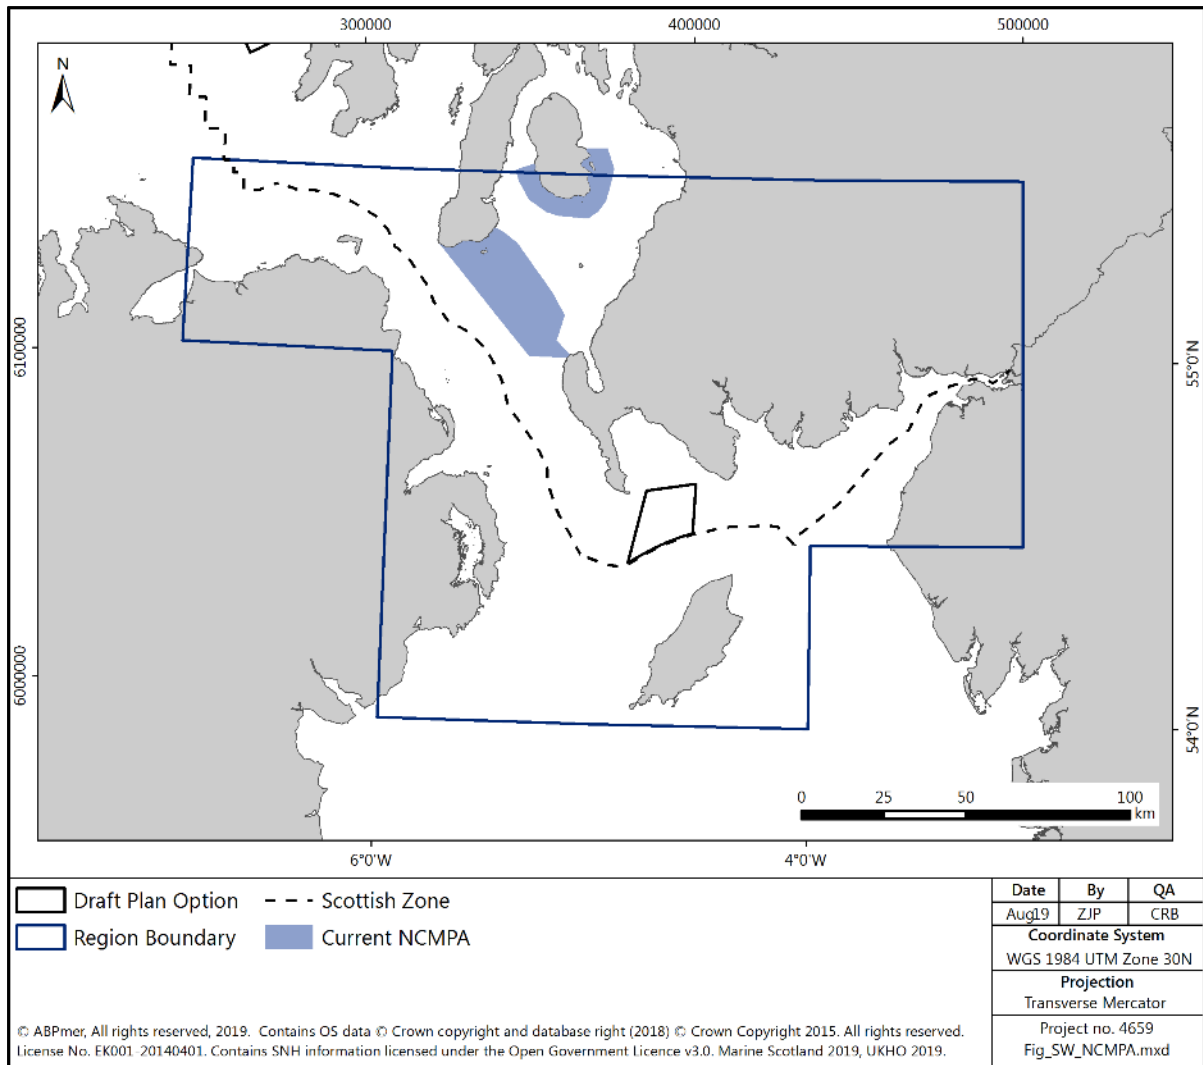 300000 400000 500000
N
6100000
55°0'N
6000000
54°0'N
0 25 50 100
km
6°0'W 4°0'W
Draft Plan Option Scottish Zone
Region Boundary Current NCMPA
Date By QA
Aug19 ZJP CRB
Coordinate System
WGS 1984 UTM Zone 30N
Projection
Transverse Mercator
Project no. 4659
Fig_SW_NCMPA.mxd
© ABPmer, All rights reserved, 2019. Contains OS data © Crown copyright and database right (2018) © Crown Copyright 2015. All rights reserved.
License No. EK001-20140401. Contains SNH information licensed under the Open Government Licence v3.0. Marine Scotland 2019, UKHO 2019.